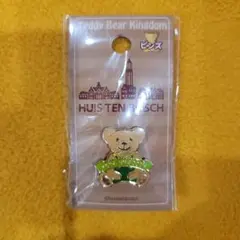 Teddy Bear Kingdom
ピンズ
HUIS TEN BOSCH